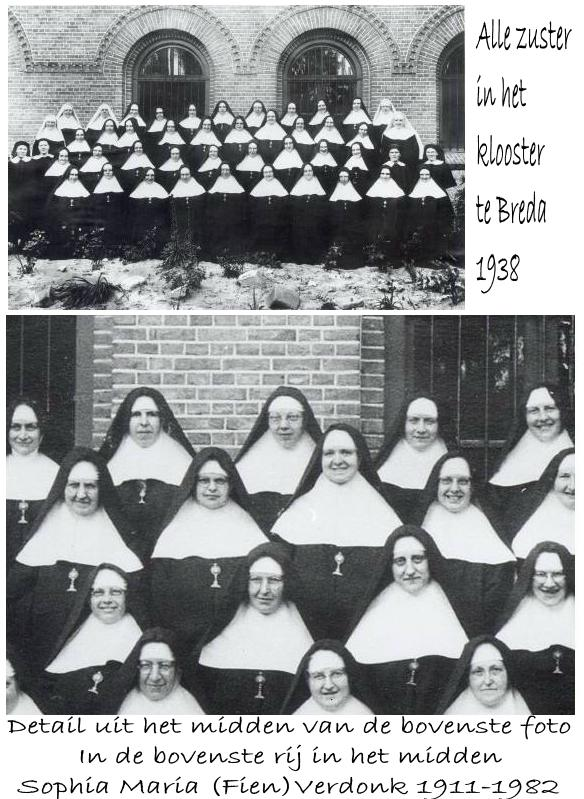 Alle zuster
in het
klooster
te Breda
1938
Detail uit het midden van de bovenste foto
In de bovenste rij in het midden
Sophia Maria (Fien) Verdonk 1911-1982